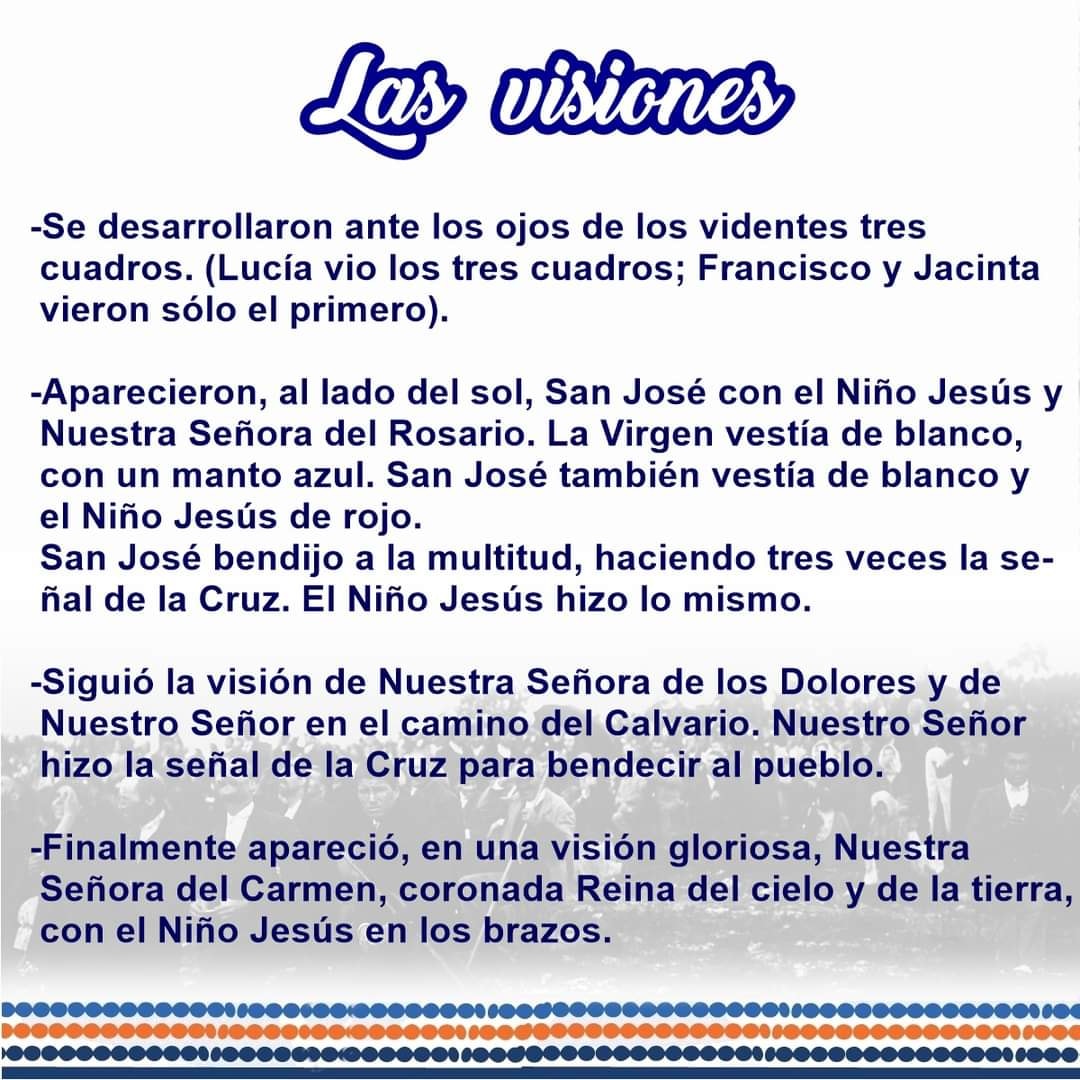 Las visiones
-Se desarrollaron ante los ojos de los videntes tres
cuadros. (Lucía vio los tres cuadros; Francisco y Jacinta
vieron sólo el primero).
-Aparecieron, al lado del sol, San José con el Niño Jesús y
Nuestra Señora del Rosario. La Virgen vestía de blanco,
con un manto azul. San José también vestía de blanco y
el Niño Jesús de rojo.
San José bendijo a la multitud, haciendo tres veces la se-
ñal de la Cruz. El Niño Jesús hizo lo mismo.
-Siguió la visión de Nuestra Señora de los Dolores y de
Nuestro Señor en el camino del Calvario. Nuestro Señor
hizo la señal de la Cruz para bendecir al pueblo.
-Finalmente apareció, en una visión gloriosa, Nuestra
Señora del Carmen, coronada Reina del cielo y de la tierra,
con el Niño Jesús en los brazos.